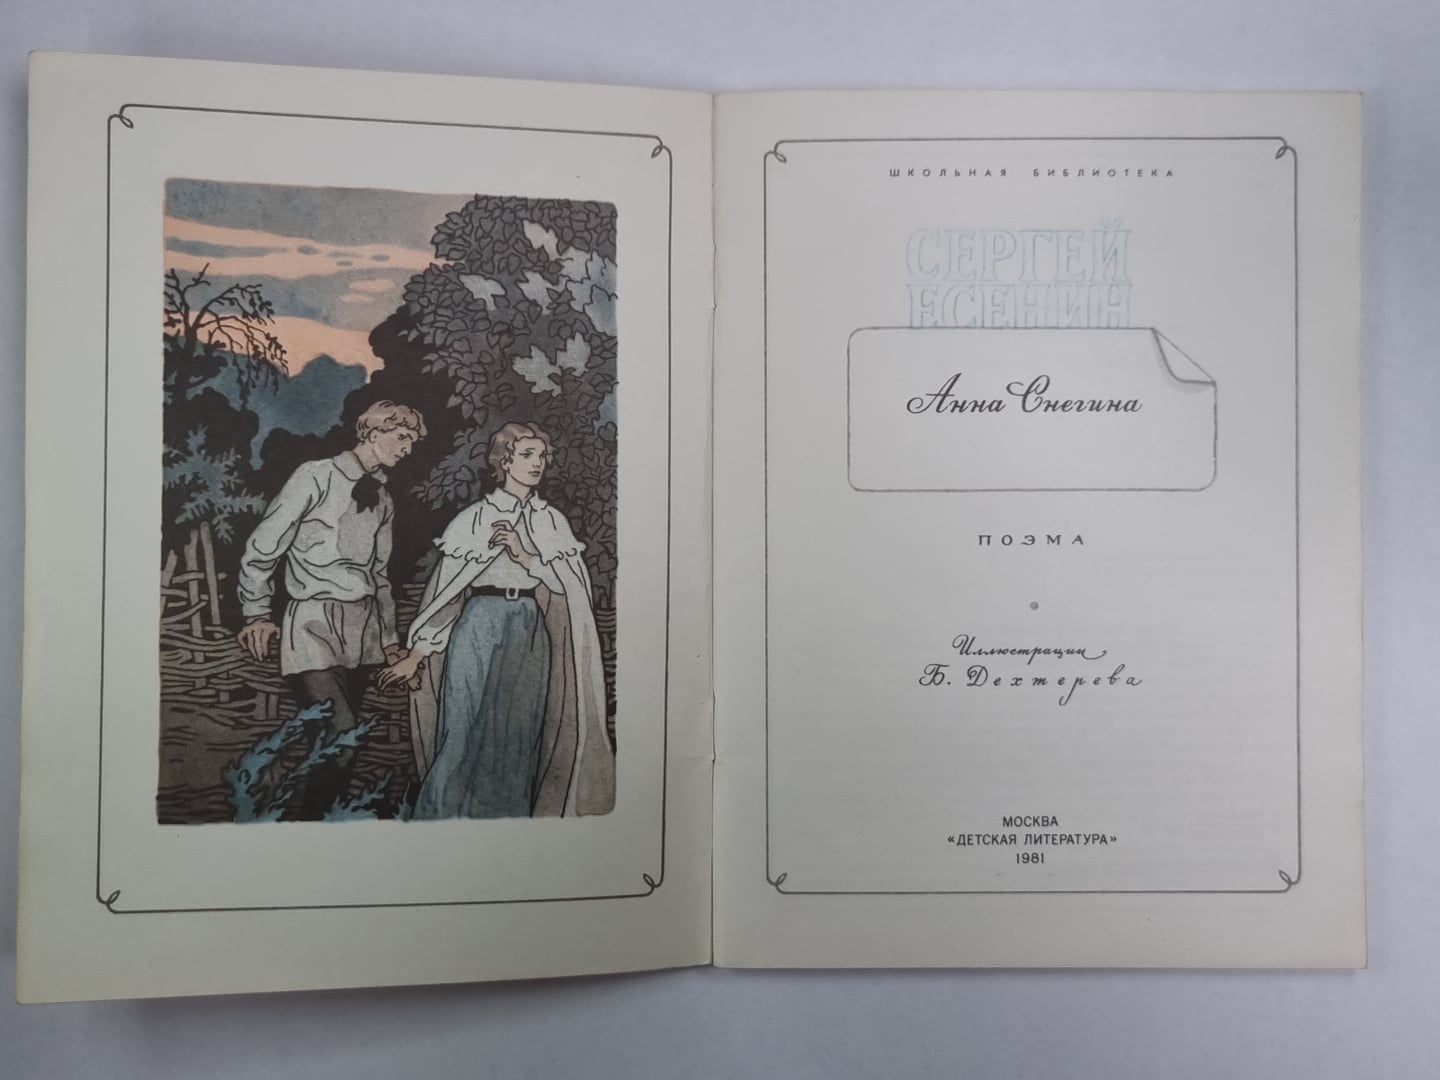 ШКОЛЬНАЯ БИБЛИОТЕКА
СЕРГЕЙ
ЕСЕНИН
Анна Снегина
ПОЭМА
Иллюстрации
Б. Дехтерева
МОСКВА
«ДЕТСКАЯ ЛИТЕРАТУРА»
1981